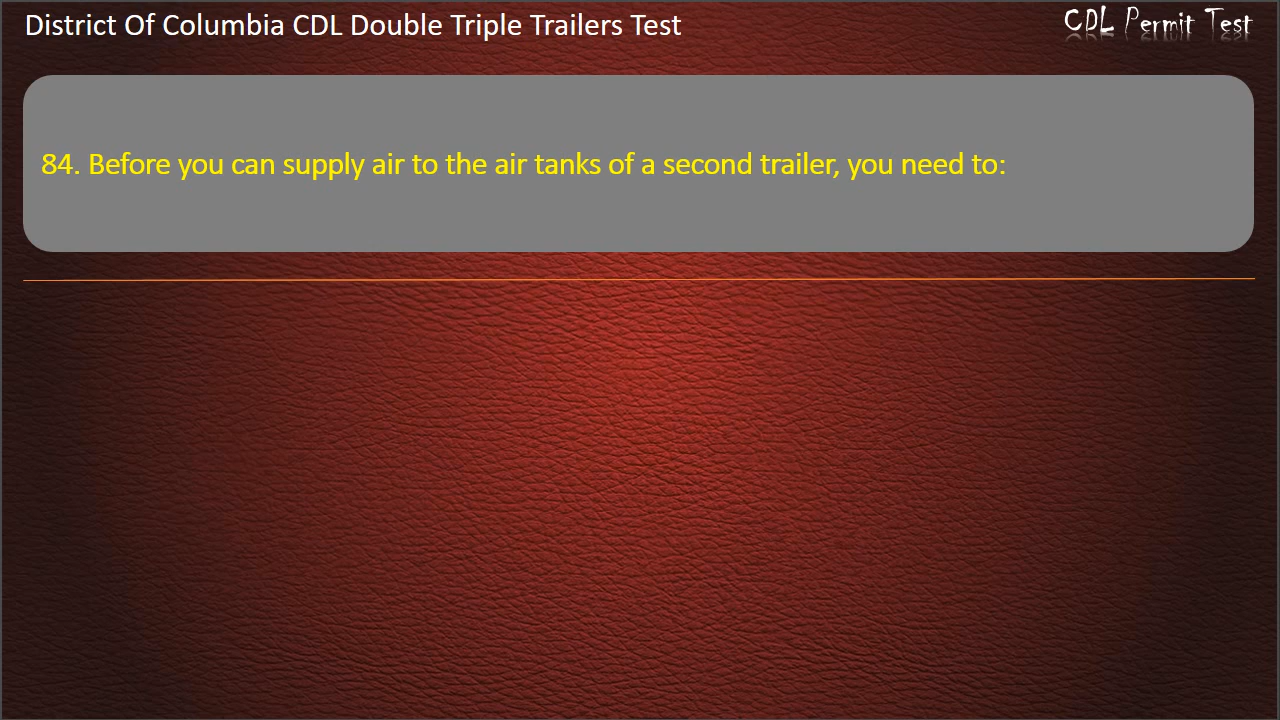 District Of Columbia CDL Double Triple Trailers Test
CDL Permit Test
84. Before you can supply air to the air tanks of a second trailer, you need to: